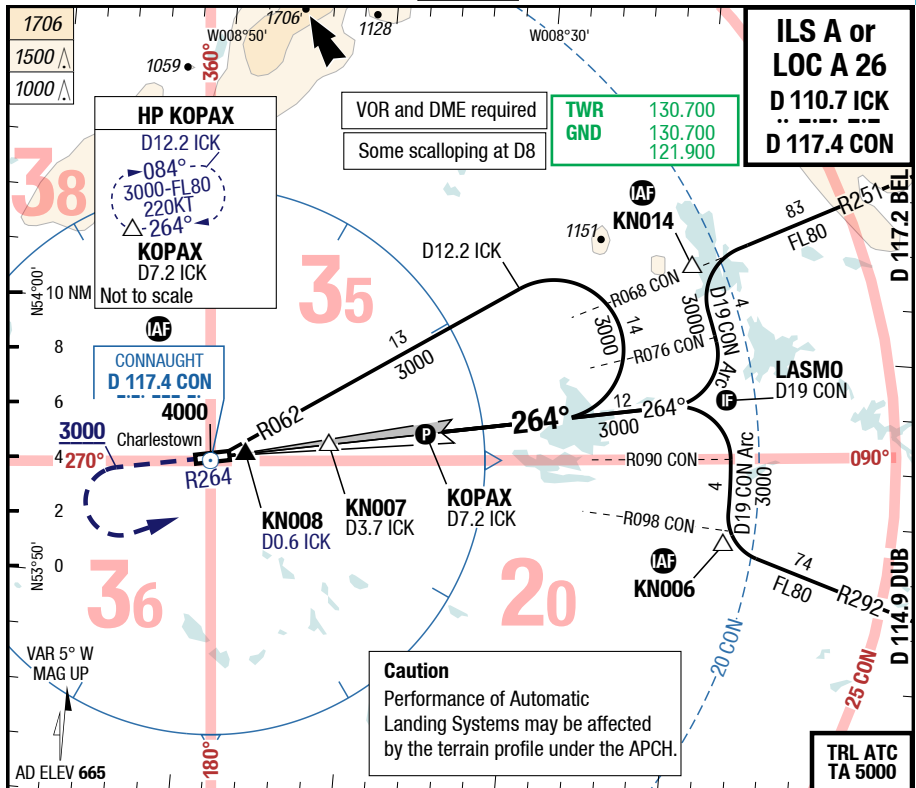 1706
1500
1000
1706
1128
1059
W008°50'
W008°30'
360°
ILS A or
LOC A 26
D 110.7 ICK
D 117.4 CON
VOR and DME required
Some scalloping at D8
TWR 130.700
GND 130.700
121.900
HP KOPAX
D12.2 ICK
084°
3000-FL80
220KT
264°
KOPAX
D7.2 ICK
Not to scale
38
35
36
20
IAF
KN014
1151
83
FL80
R251
D 117.2 BEL
D12.2 ICK
R068 CON
R076 CON
13
3000
14
3000
4
3000
D19 CON Arc
N54°00'
10 NM
8
6
4
2
0
N53°50'
IAF
CONNAUGHT
D 117.4 CON
4000
3000
Charlestown
270°
R264
R062
P
264°
12
3000
264°
IF
LASMO
D19 CON
R090 CON
090°
KN008
D0.6 ICK
KN007
D3.7 ICK
KOPAX
D7.2 ICK
4
D19 CON Arc
3000
R098 CON
IAF
KN006
74
FL80
R292
D 114.9 DUB
20 CON
25 CON
VAR 5° W
MAG UP
AD ELEV 665
180°
Caution
Performance of Automatic
Landing Systems may be affected
by the terrain profile under the APCH.
TRL ATC
TA 5000